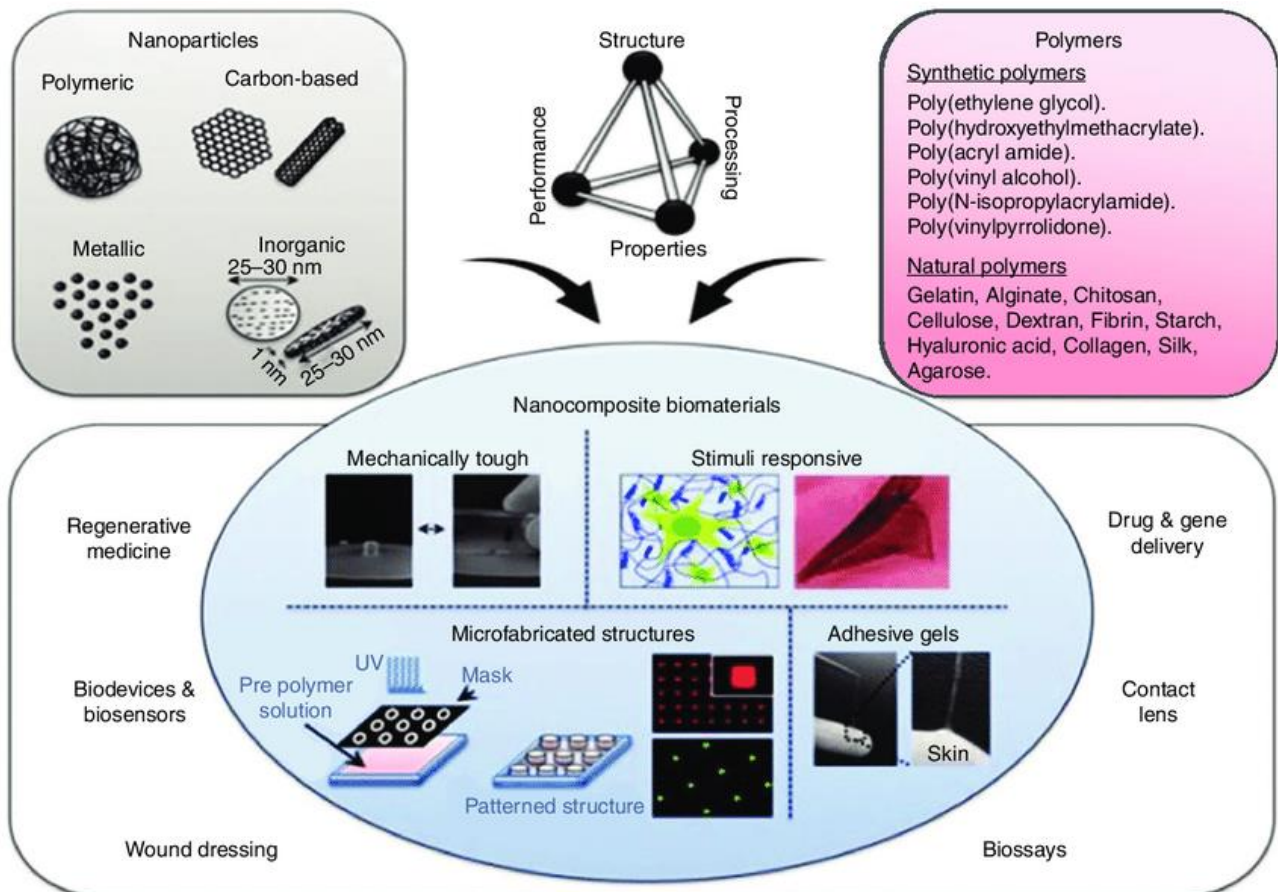 Nanoparticles
Polymeric
Carbon-based
Metallic
Inorganic
25–30 nm
1 nm
25–30 nm
Structure
Performance
Processing
Properties
Polymers
Synthetic polymers
Poly(ethylene glycol).
Poly(hydroxyethylmethacrylate).
Poly(acryl amide).
Poly(vinyl alcohol).
Poly(N-isopropylacrylamide).
Poly(vinylpyrrolidone).
Natural polymers
Gelatin, Alginate, Chitosan,
Cellulose, Dextran, Fibrin, Starch,
Hyaluronic acid, Collagen, Silk,
Agarose.
Nanocomposite biomaterials
Mechanically tough
Stimuli responsive
Microfabricated structures
UV
Mask
Pre polymer
solution
Patterned structure
Adhesive gels
Skin
Regenerative
medicine
Biodevices &
biosensors
Wound dressing
Drug & gene
delivery
Contact
lens
Biossays